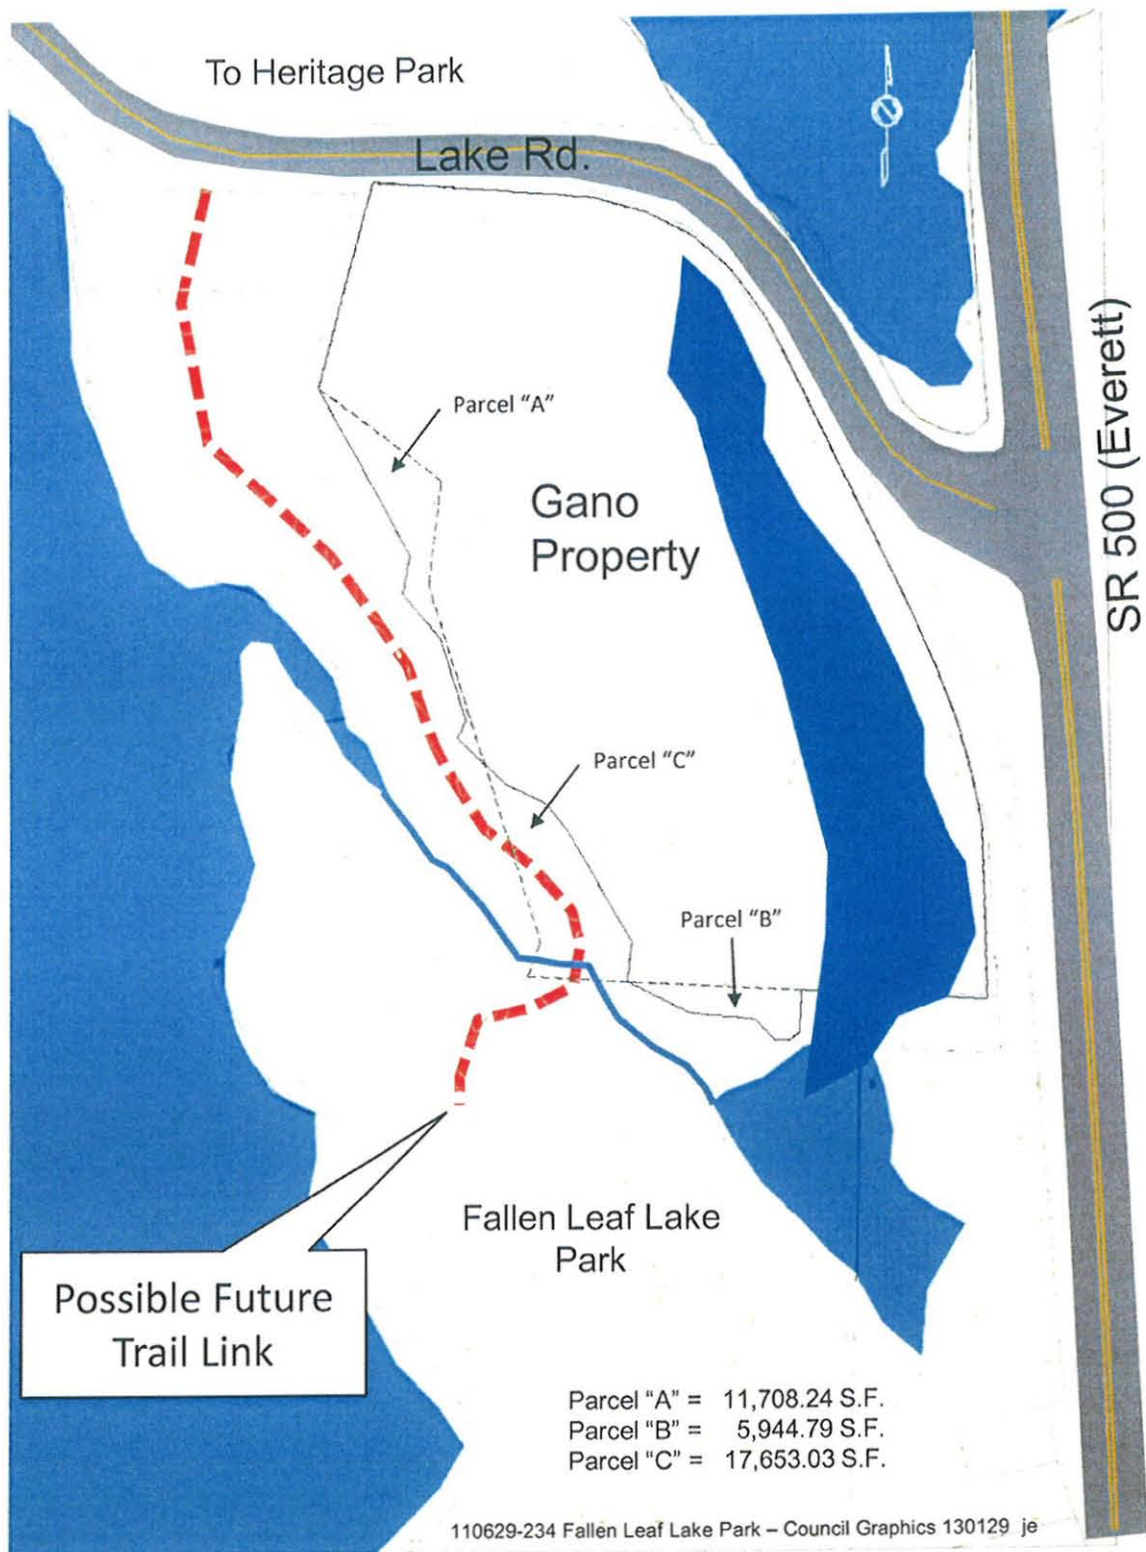 To Heritage Park
Lake Rd.
SR 500 (Everett)
Parcel “A”
Gano
Property
Parcel “C”
Parcel “B”
Fallen Leaf Lake
Park
Possible Future
Trail Link
Parcel “A” = 11,708.24 S.F.
Parcel “B” = 5,944.79 S.F.
Parcel “C” = 17,653.03 S.F.
110629-234 Fallen Leaf Lake Park – Council Graphics 130129 je